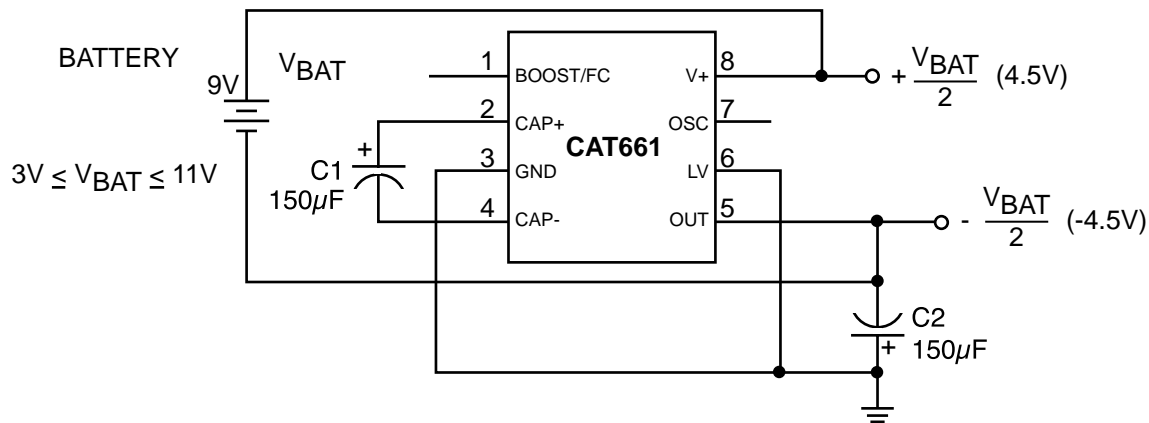 BATTERY
9V
V_BAT
3V ≤ V_BAT ≤ 11V
C1
150µF
+
1
2
3
4
BOOST/FC
CAP+
GND
CAP-
CAT661
V+
OSC
LV
OUT
8
7
6
5
+ V_BAT/2 (4.5V)
- V_BAT/2 (-4.5V)
C2
150µF
+